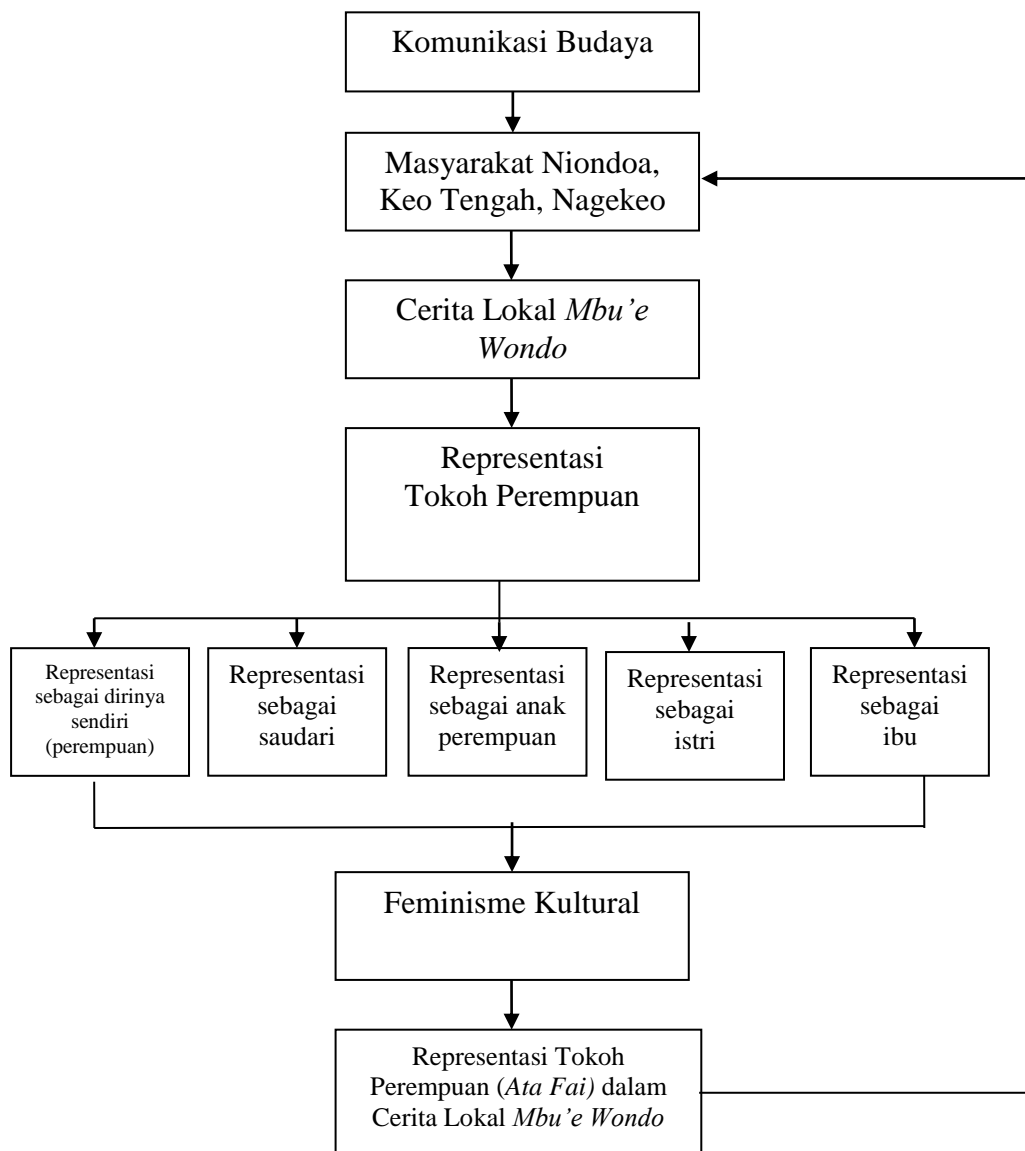 Komunikasi Budaya
Masyarakat Niondoa,
Keo Tengah, Nagekeo
Cerita Lokal Mbu’e
Wondo
Representasi
Tokoh Perempuan
Representasi
sebagai dirinya
sendiri
(perempuan)
Representasi
sebagai
saudari
Representasi
sebagai anak
perempuan
Representasi
sebagai
istri
Representasi
sebagai
ibu
Feminisme Kultural
Representasi Tokoh
Perempuan (Ata Fai) dalam
Cerita Lokal Mbu’e Wondo